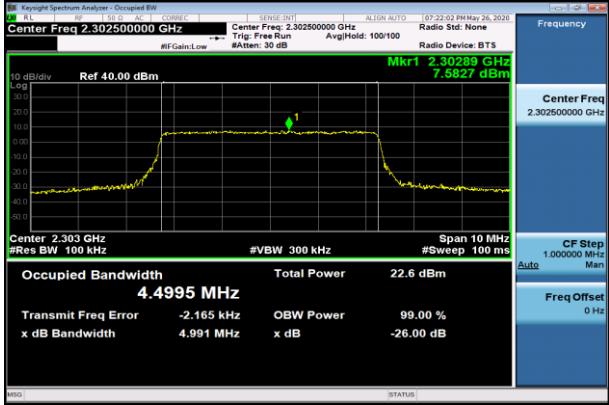 Keysight Spectrum Analyzer - Occupied BW
RL RF 50 Ω AC CORREC SENSE:INT ALIGN AUTO 07:22:02 PM May 26, 2020
Center Freq 2.302500000 GHz Center Freq: 2.302500000 GHz Radio Std: None
Trig: Free Run Avg|Hold: 100/100
#IFGain:Low #Atten: 30 dB Radio Device: BTS
Frequency
Mkr1 2.30289 GHz
7.5827 dBm
10 dB/div Ref 40.00 dBm
Log
30.0
20.0
10.0
0.00
-10.0
-20.0
-30.0
-40.0
-50.0
1
Center 2.303 GHz Span 10 MHz
#Res BW 100 kHz #VBW 300 kHz #Sweep 100 ms
Occupied Bandwidth Total Power 22.6 dBm
4.4995 MHz
Transmit Freq Error -2.165 kHz OBW Power 99.00 %
x dB Bandwidth 4.991 MHz x dB -26.00 dB
Center Freq
2.302500000 GHz
CF Step
1.000000 MHz
Auto Man
Freq Offset
0 Hz
MSG STATUS